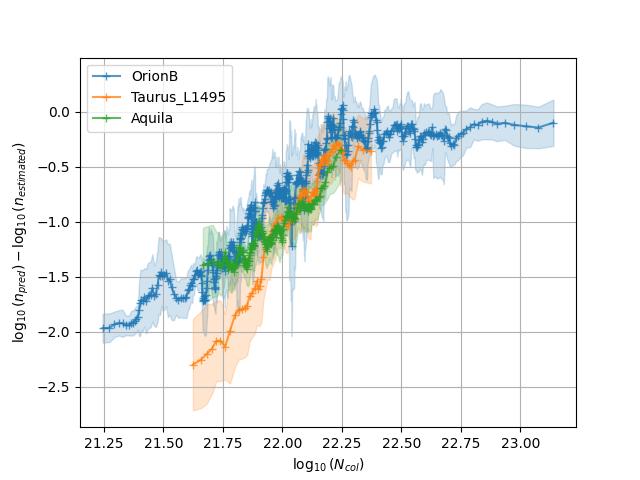 OrionB
Taurus_L1495
Aquila
log10 (npred) − log10 (nestimated)
0.0
−0.5
−1.0
−1.5
−2.0
−2.5
21.25 21.50 21.75 22.00 22.25 22.50 22.75 23.00
log10 (Ncol)